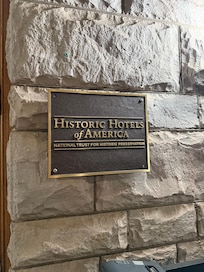 HISTORIC HOTELS
of AMERICA
NATIONAL TRUST FOR HISTORIC PRESERVATION